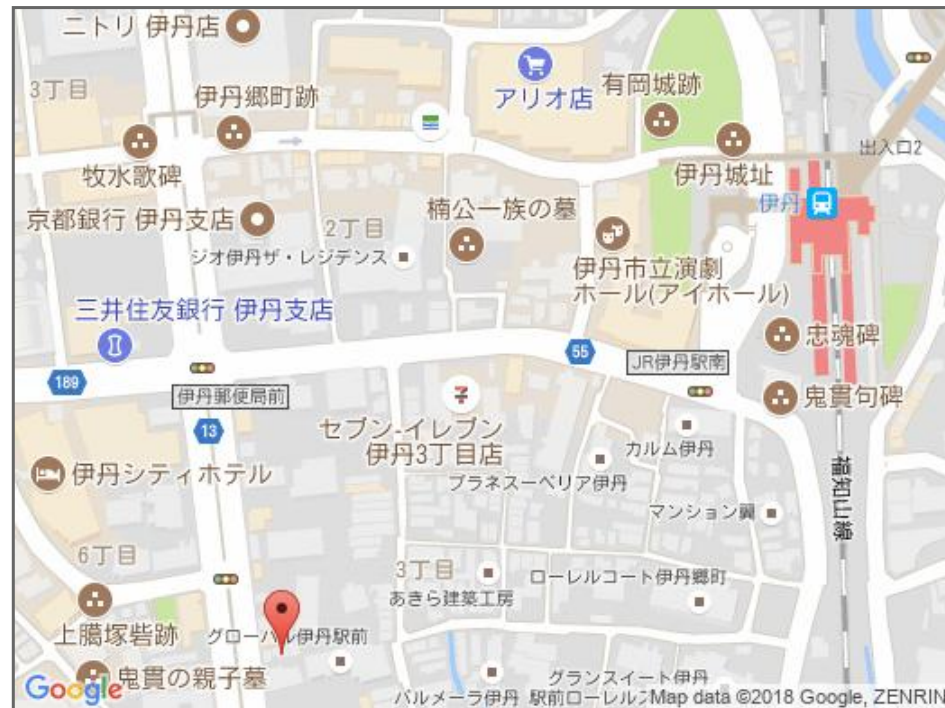 ニトリ 伊丹店
3丁目
伊丹郷町跡
アリオ店
有岡城跡
牧水歌碑
伊丹城址
出入口2
伊丹
京都銀行 伊丹支店
2丁目
楠公一族の墓
ジオ伊丹ザ・レジデンス
伊丹市立演劇
ホール(アイホール)
三井住友銀行 伊丹支店
忠魂碑
55
JR伊丹駅南
189
伊丹郵便局前
鬼貫句碑
13
セブン-イレブン
伊丹3丁目店
カルム伊丹
福知山線
伊丹シティホテル
プラネスーペリア伊丹
マンション翼
6丁目
3丁目
ローレルコート伊丹郷町
あきら建築工房
上臈塚砦跡
グローバル伊丹駅前
鬼貫の親子墓
グランスイート伊丹
Google
パルメーラ伊丹
駅前ローレルス
Map data ©2018 Google, ZENRIN